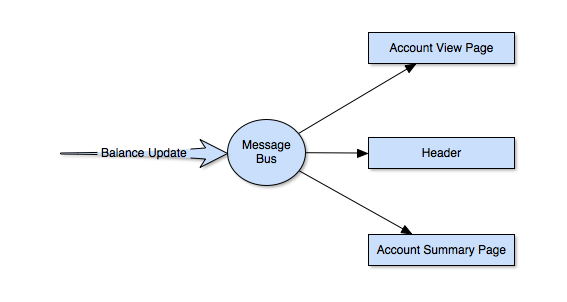 Account View Page
Balance Update
Message
Bus
Header
Account Summary Page